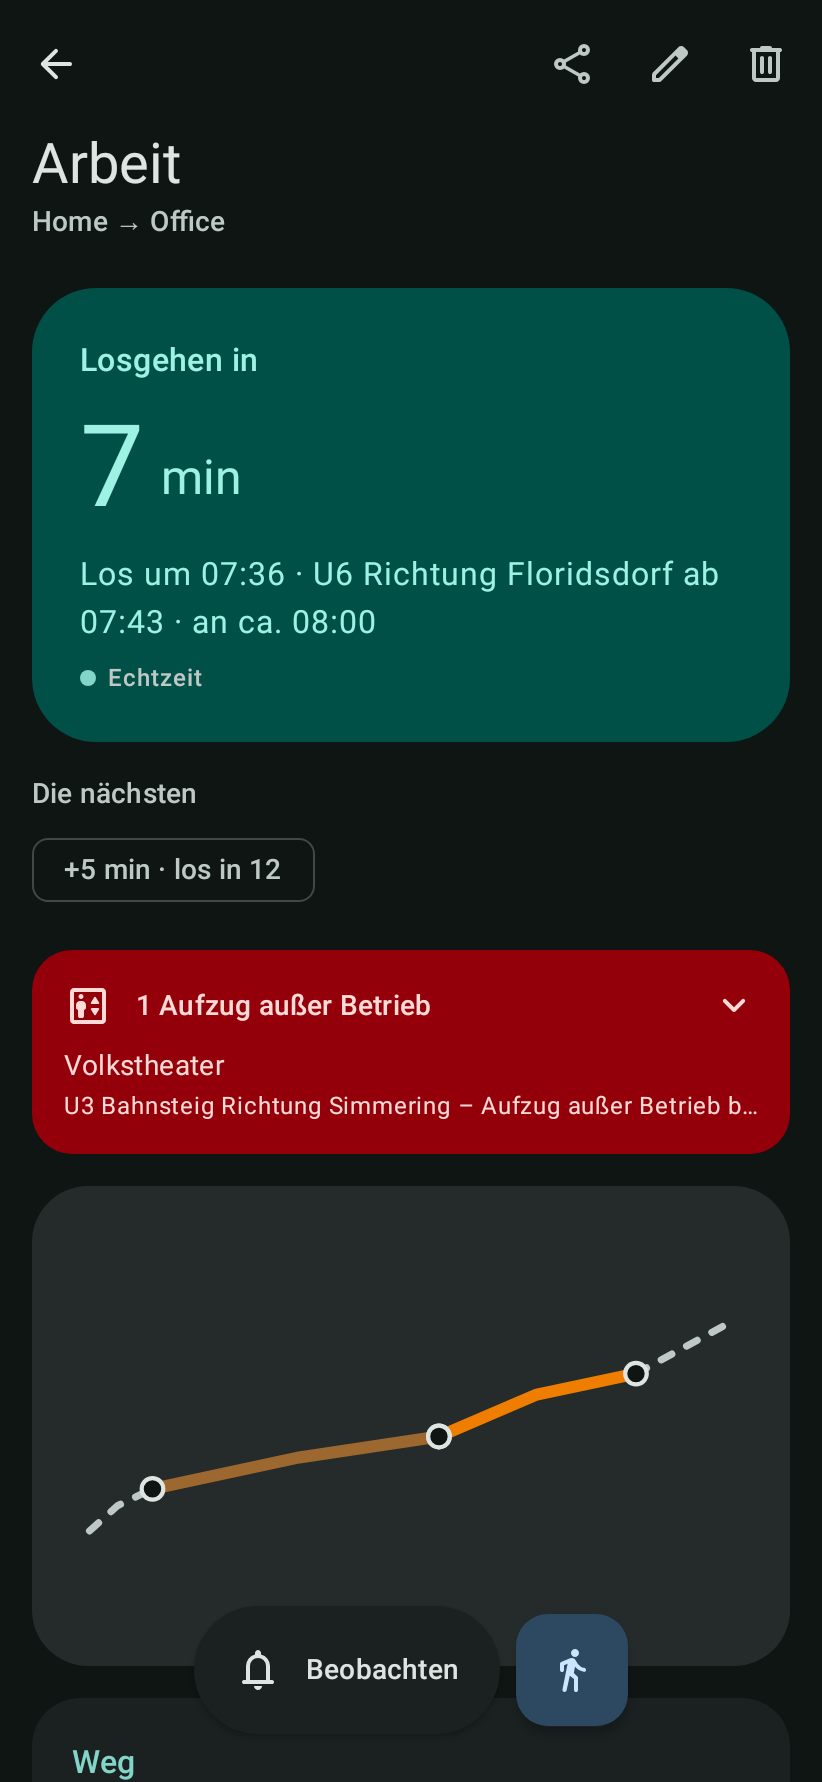 Arbeit
Home → Office
Losgehen in
7 min
Los um 07:36 · U6 Richtung Floridsdorf ab
07:43 · an ca. 08:00
Echtzeit
Die nächsten
+5 min · los in 12
1 Aufzug außer Betrieb
Volkstheater
U3 Bahnsteig Richtung Simmering – Aufzug außer Betrieb b…
Beobachten
Weg